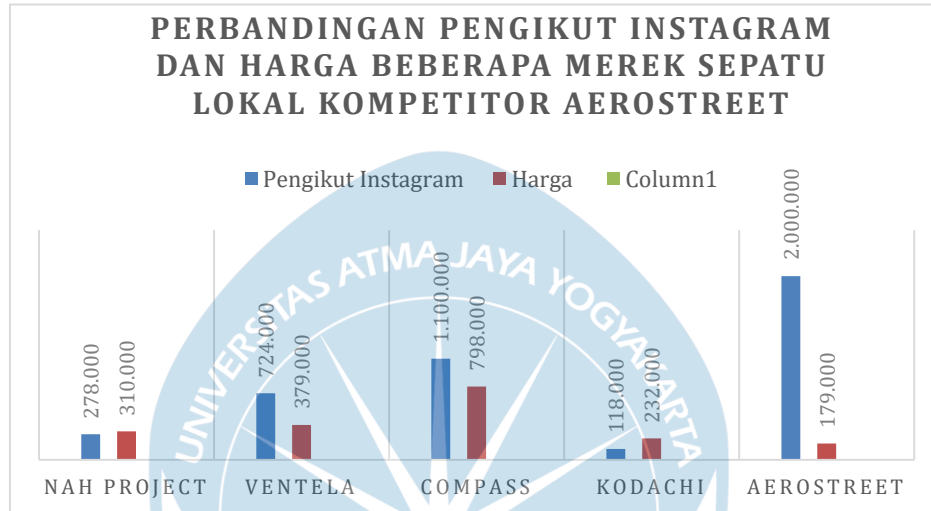 PERBANDINGAN PENGIKUT INSTAGRAM
DAN HARGA BEBERAPA MEREK SEPATU
LOKAL KOMPETITOR AEROSTREET
Pengikut Instagram Harga Column1
278.000 310.000 724.000 379.000 1.100.000 798.000 118.000 232.000 2.000.000 179.000
UNIVERSITAS ATMA JAYA YOGYAKARTA
NAH PROJECT VENTELA COMPASS KODACHI AEROSTREET